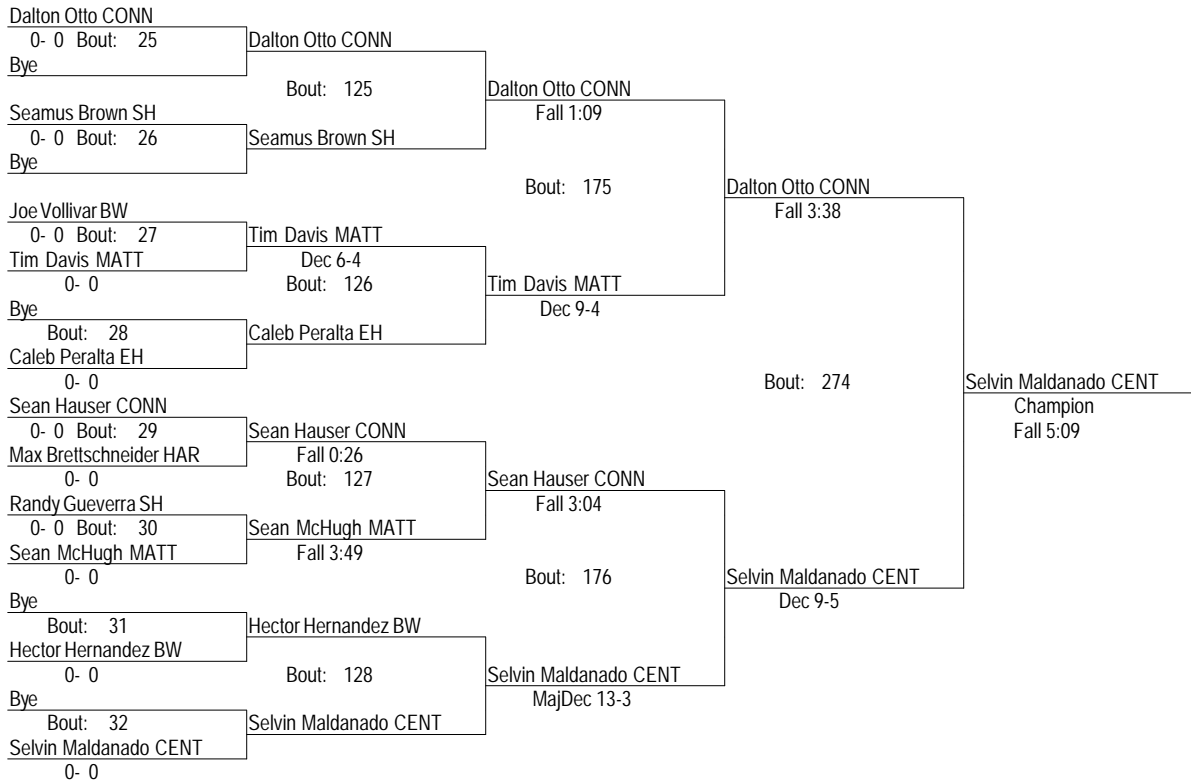 Dalton Otto CONN
0- 0 Bout: 25
Bye
Dalton Otto CONN
Bout: 125
Seamus Brown SH
0- 0 Bout: 26
Bye
Seamus Brown SH
Dalton Otto CONN
Fall 1:09
Bout: 175
Joe Vollivar BW
0- 0 Bout: 27
Tim Davis MATT
0- 0
Tim Davis MATT
Dec 6-4
Bout: 126
Bye
Bout: 28
Caleb Peralta EH
0- 0
Caleb Peralta EH
Tim Davis MATT
Dec 9-4
Dalton Otto CONN
Fall 3:38
Bout: 274
Sean Hauser CONN
0- 0 Bout: 29
Max Brettschneider HAR
0- 0
Sean Hauser CONN
Fall 0:26
Bout: 127
Randy Gueverra SH
0- 0 Bout: 30
Sean McHugh MATT
0- 0
Sean McHugh MATT
Fall 3:49
Sean Hauser CONN
Fall 3:04
Bout: 176
Bye
Bout: 31
Hector Hernandez BW
0- 0
Hector Hernandez BW
Bout: 128
Bye
Bout: 32
Selvin Maldanado CENT
0- 0
Selvin Maldanado CENT
Selvin Maldanado CENT
MajDec 13-3
Selvin Maldanado CENT
Dec 9-5
Selvin Maldanado CENT
Champion
Fall 5:09